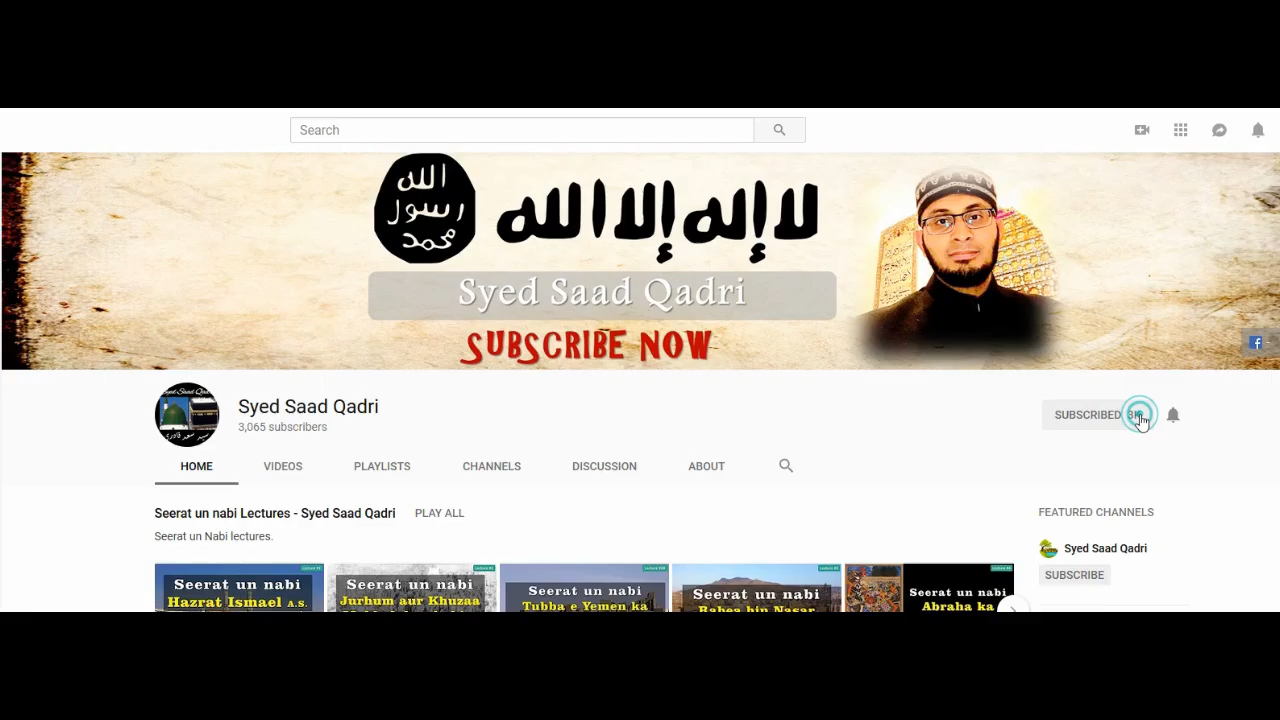 Search
الله
رسول
محمد
لا إله إلا الله
Syed Saad Qadri
SUBSCRIBE NOW
Syed Saad Qadri
3,065 subscribers
SUBSCRIBED
HOME VIDEOS PLAYLISTS CHANNELS DISCUSSION ABOUT
Seerat un nabi Lectures - Syed Saad Qadri PLAY ALL
Seerat un Nabi lectures.
FEATURED CHANNELS
Syed Saad Qadri
SUBSCRIBE
Seerat un nabi
Hazrat Ismael A.S.
Seerat un nabi
Jurhum aur Khuzaa
Seerat un nabi
Tubba e Yemen ka
Seerat un nabi
Rabea bin Nasar
Seerat un nabi
Abraha ka